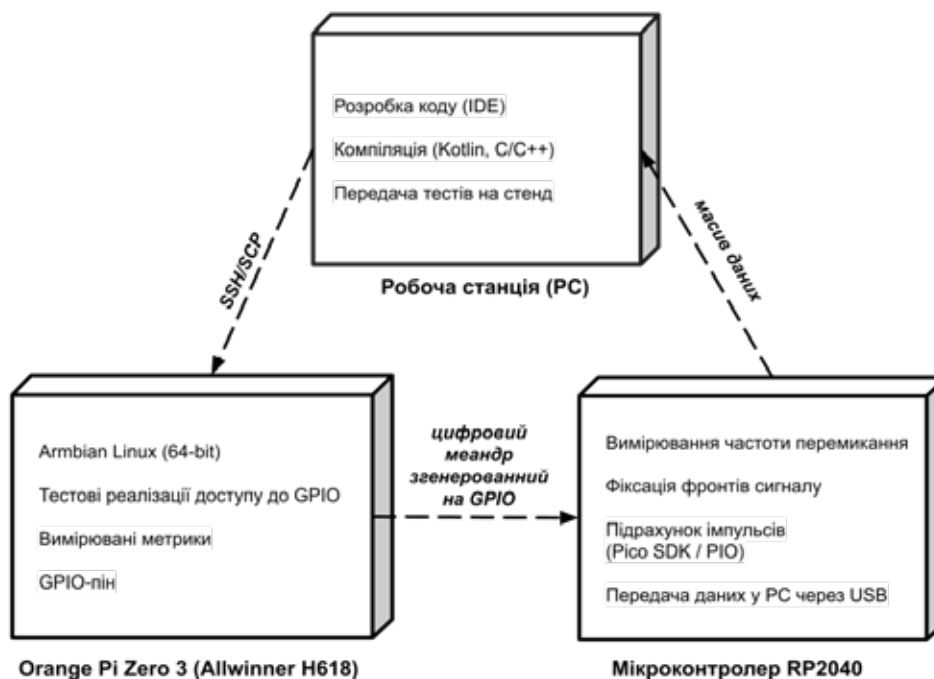 Розробка коду (IDE)
Компіляція (Kotlin, C/C++)
Передача тестів на стенд
Робоча станція (PC)
SSH/SCP
масив даних
Armbian Linux (64-bit)
Тестові реалізації доступу до GPIO
Вимірювані метрики
GPIO-пін
Orange Pi Zero 3 (Allwinner H618)
цифровий
меандр
згенерованний
на GPIO
Вимірювання частоти перемикання
Фіксація фронтів сигналу
Підрахунок імпульсів
(Pico SDK / PIO)
Передача даних у PC через USB
Мікроконтролер RP2040